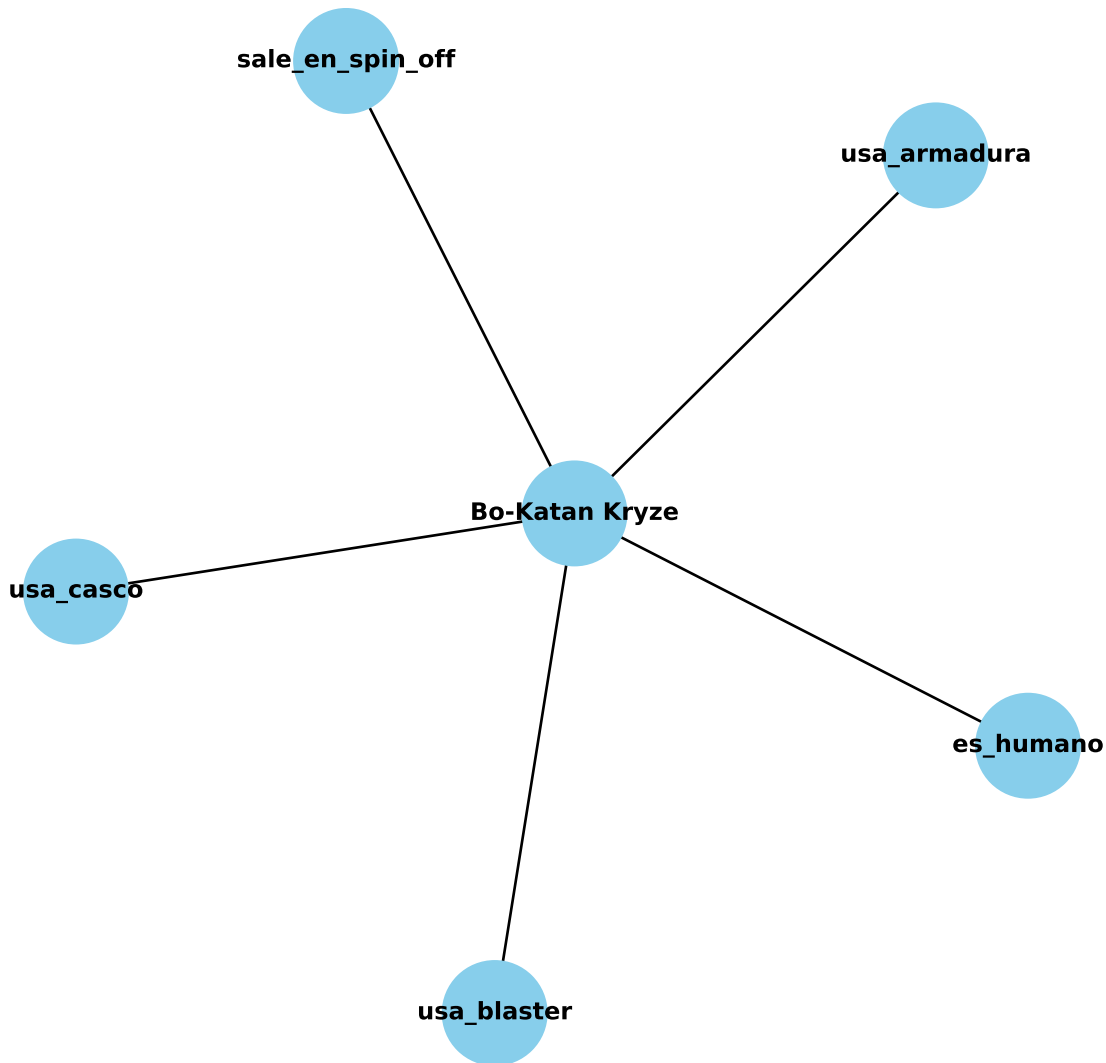 sale_en_spin_off
usa_armadura
Bo-Katan Kryze
usa_casco
es_humano
usa_blaster